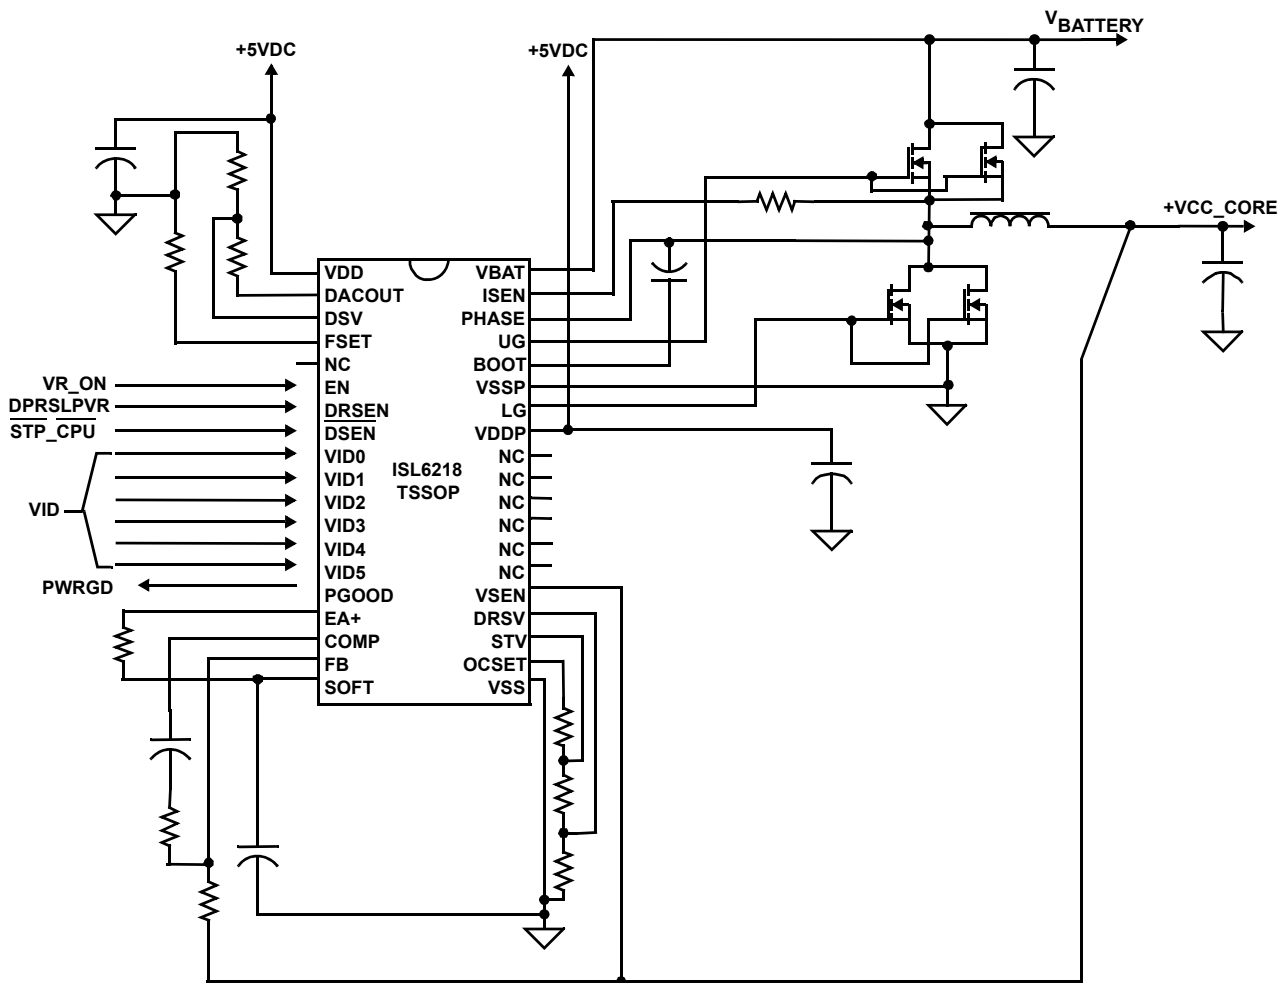 V BATTERY
+5VDC
+5VDC
+VCC_CORE
VDD
DACOUT
DSV
FSET
NC
EN
DRSEN
DSEN
VID0
VID1
VID2
VID3
VID4
VID5
PGOOD
EA+
COMP
FB
SOFT
VBAT
ISEN
PHASE
UG
BOOT
VSSP
LG
VDDP
NC
NC
NC
NC
NC
NC
VSEN
DRSV
STV
OCSET
VSS
ISL6218
TSSOP
VR_ON
DPRSLPVR
STP_CPU
VID
PWRGD